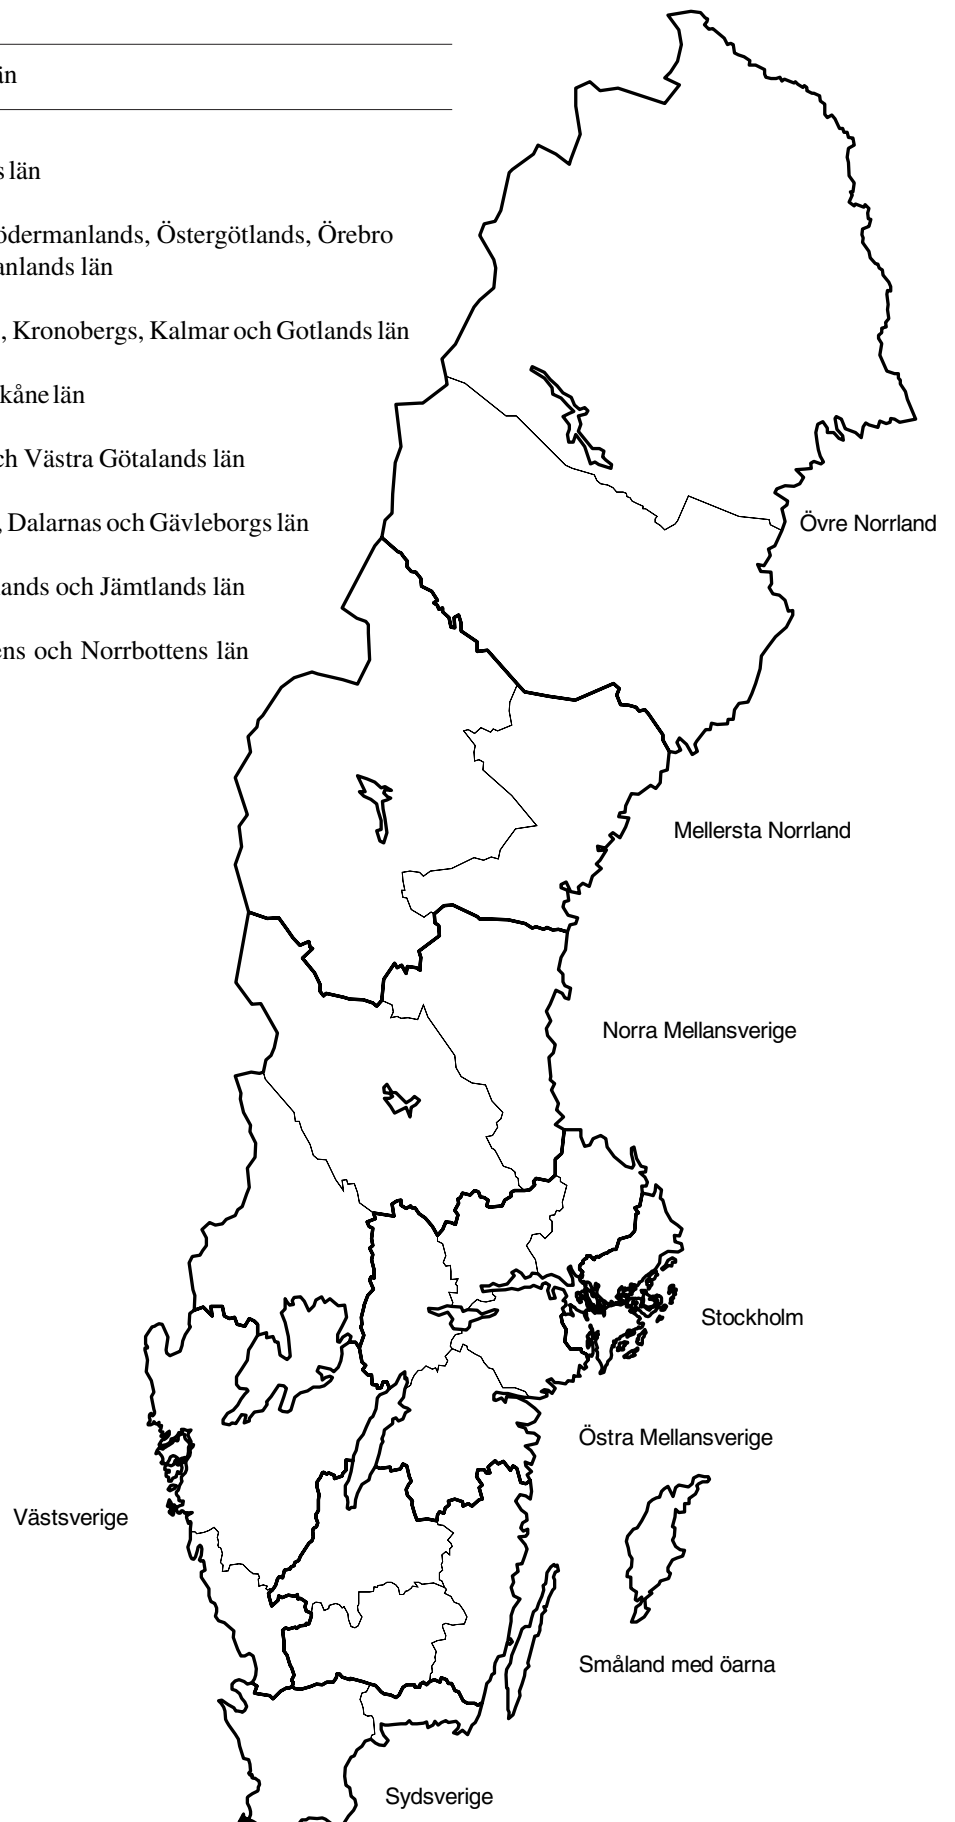 än
s län
ödermanlands, Östergötlands, Örebro
anlands län
, Kronobergs, Kalmar och Gotlands län
kåne län
ch Västra Götalands län
, Dalarnas och Gävleborgs län
lands och Jämtlands län
ens och Norrbottens län
Övre Norrland
Mellersta Norrland
Norra Mellansverige
Stockholm
Östra Mellansverige
Västsverige
Småland med öarna
Sydsverige